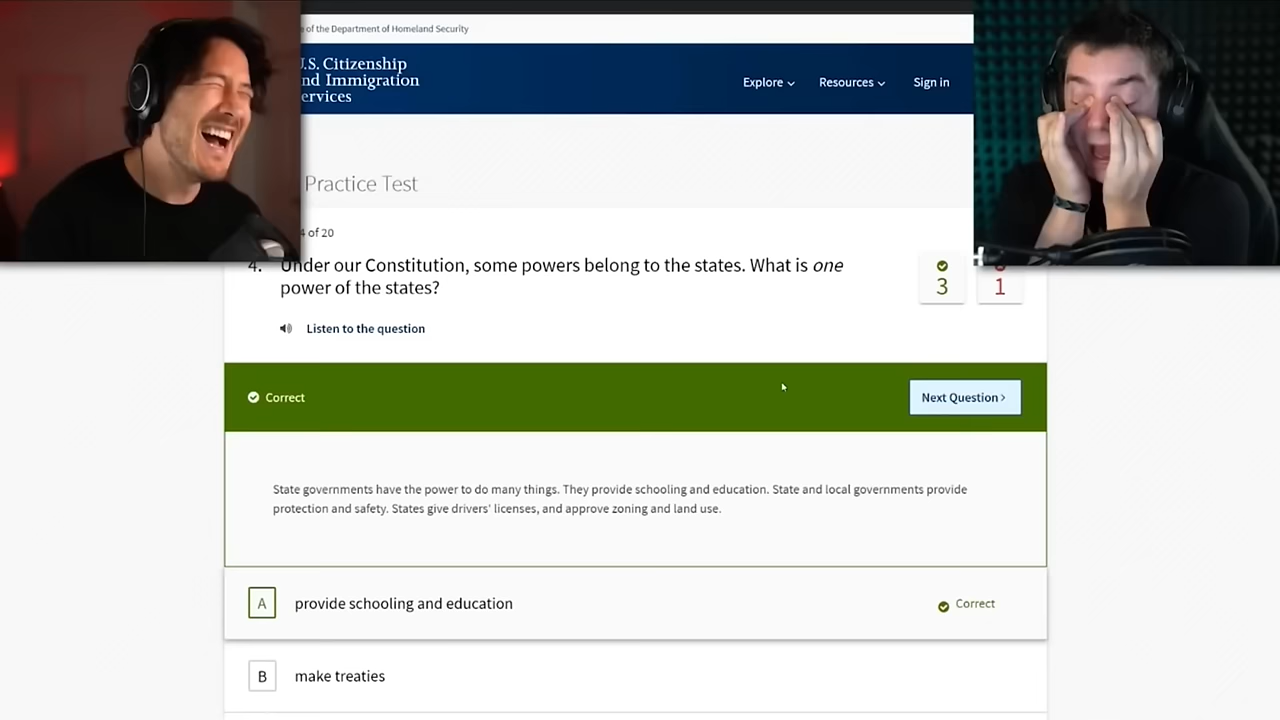 of the Department of Homeland Security
U.S. Citizenship
and Immigration
Services
Explore
Resources
Sign in
Practice Test
4 of 20
4. Under our Constitution, some powers belong to the states. What is one
power of the states?
3
1
Listen to the question
Correct
Next Question ›
State governments have the power to do many things. They provide schooling and education. State and local governments provide
protection and safety. States give drivers' licenses, and approve zoning and land use.
A provide schooling and education
Correct
B make treaties